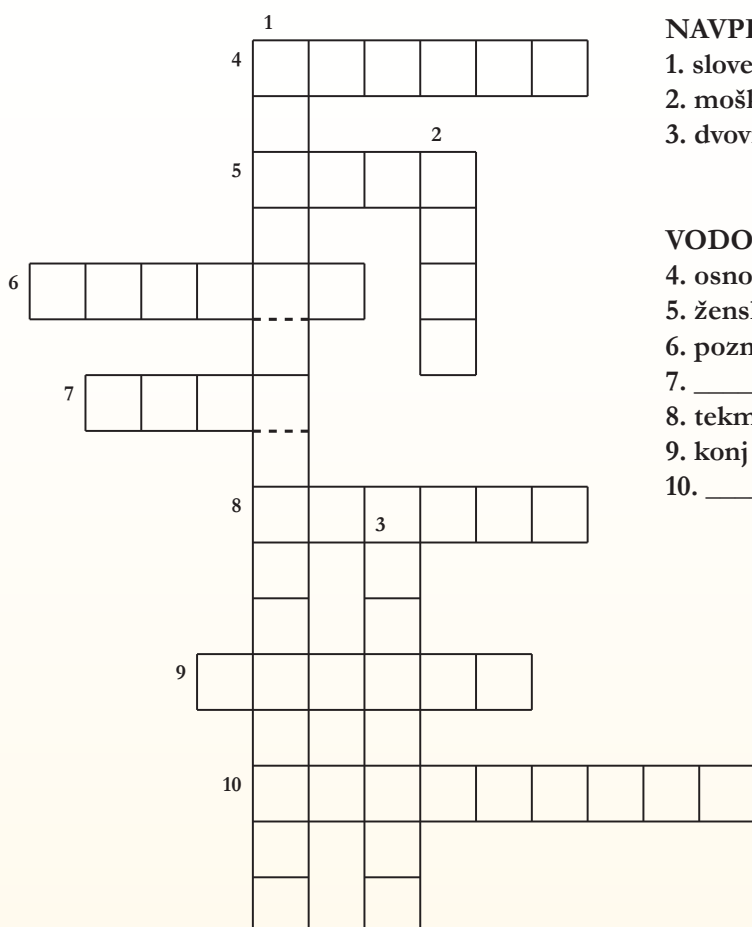 1
4
2
5
6
7
8
3
9
10
NAVPI
1. slove
2. mošk
3. dvov
VODO
4. osno
5. žensk
6. pozn
7. ____
8. tekm
9. konj
10. ___